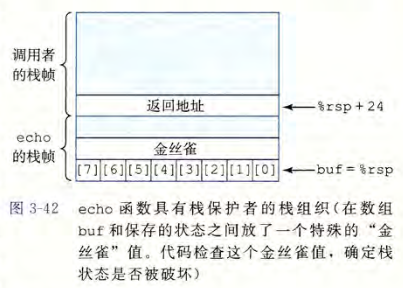 调用者
的栈帧
返回地址
%rsp+24
echo
的栈帧
金丝雀
[7][6][5][4][3][2][1][0]
buf=%rsp
图 3-42 echo 函数具有栈保护者的栈组织(在数组
buf 和保存的状态之间放了一个特殊的“金
丝雀”值。代码检查这个金丝雀值，确定栈
状态是否被破坏)